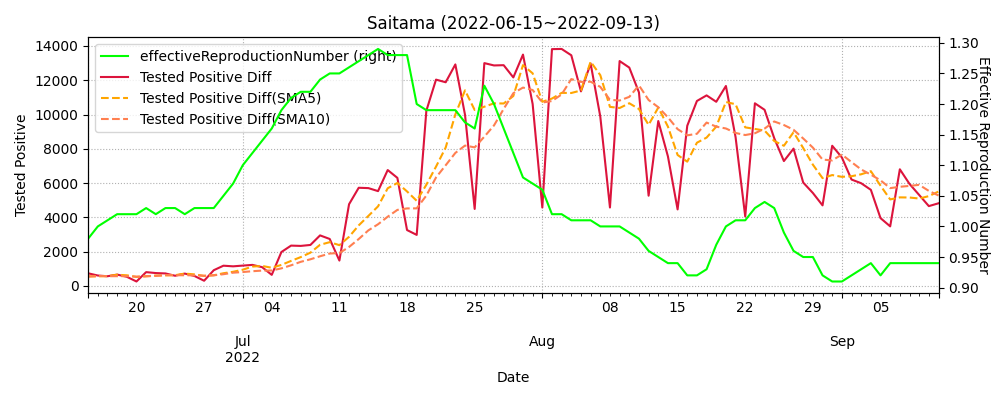 Saitama (2022-06-15~2022-09-13)
effectiveReproductionNumber (right)
Tested Positive Diff
Tested Positive Diff(SMA5)
Tested Positive Diff(SMA10)
Tested Positive
14000
12000
10000
8000
6000
4000
2000
0
1.30
1.25
1.20
1.15
1.10
1.05
1.00
0.95
0.90
Effective Reproduction Number
20 27 04 11 18 25 08 15 22 29 05
Jul Aug Sep
2022
Date